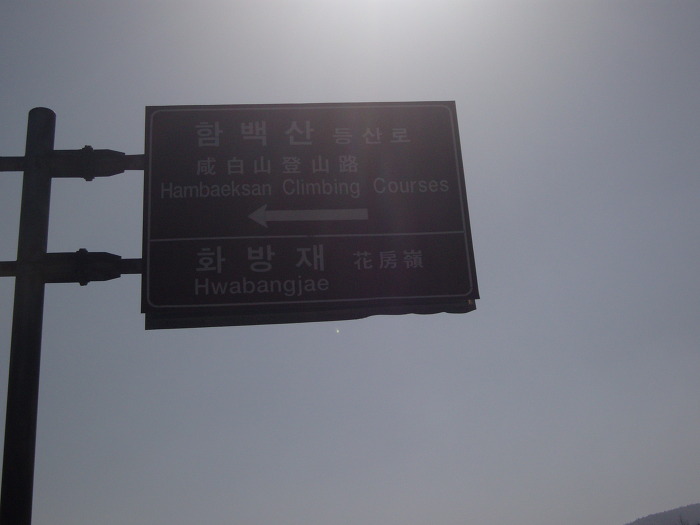 함백산 등산로
咸白山登山路
Hambaeksan Climbing Courses
화방재 花房嶺
Hwabangjae